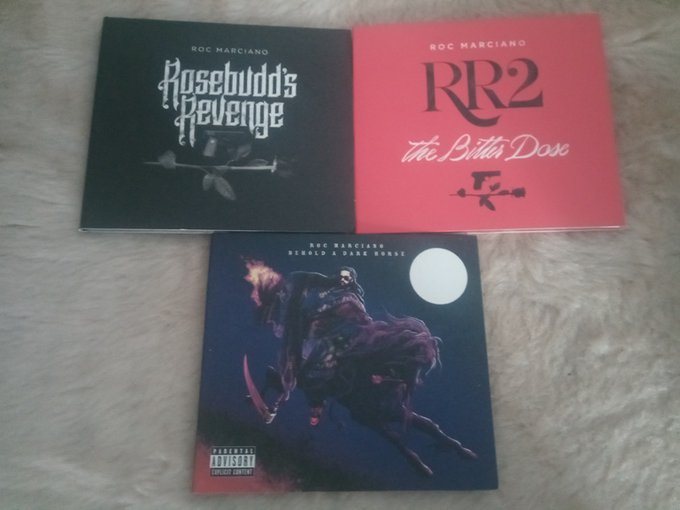 ROC MARCIANO
Rosebudd's
Revenge
ROC MARCIANO
RR2
the Bitter Dose
ROC MARCIANO
BEHOLD A DARK HORSE
PARENTAL
ADVISORY
EXPLICIT CONTENT